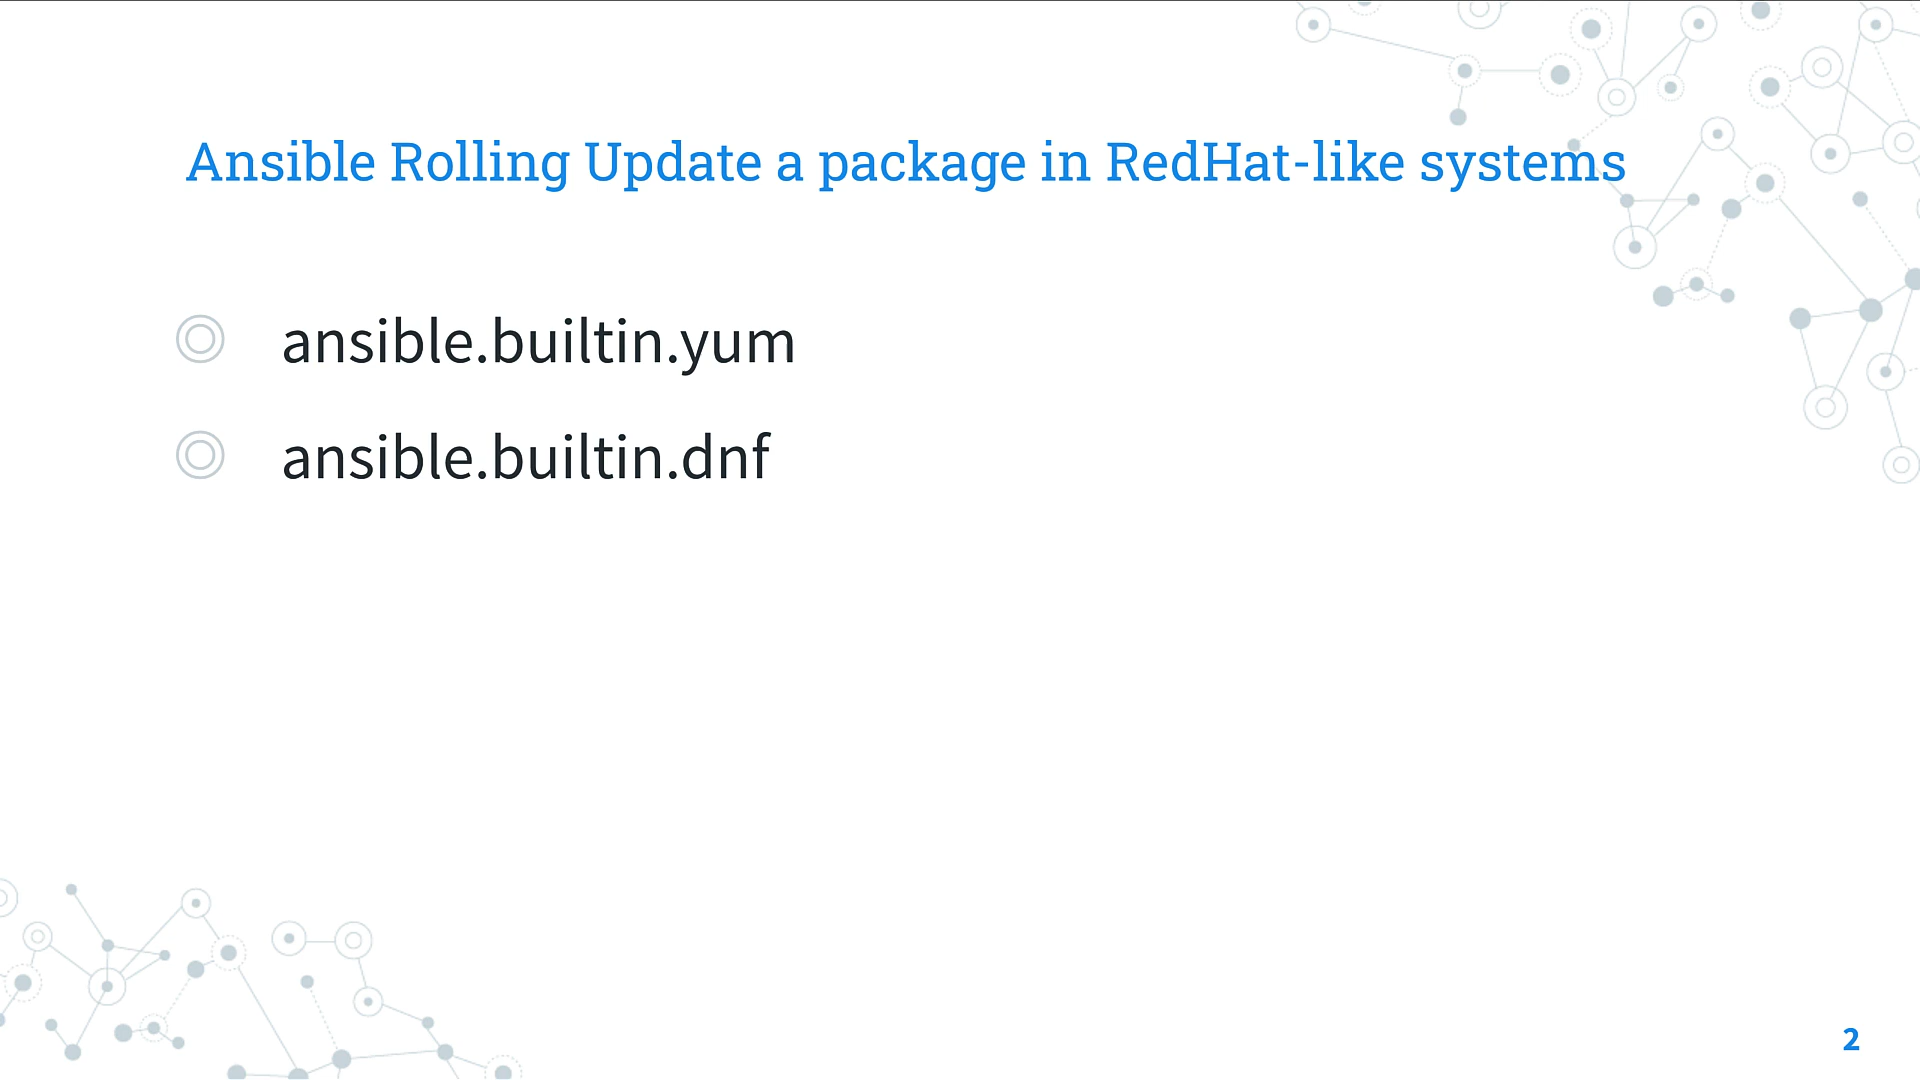 Ansible Rolling Update a package in RedHat-like systems
ansible.builtin.yum
ansible.builtin.dnf
2